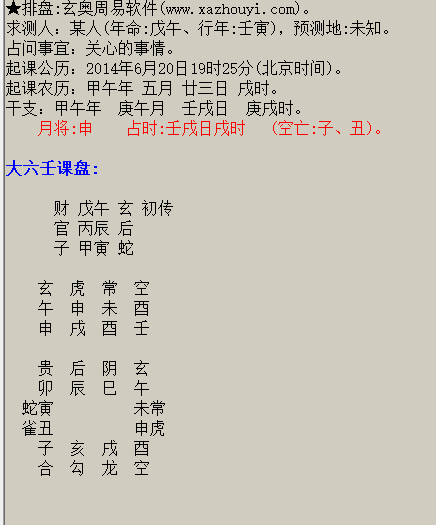 ★排盘:玄奥周易软件(www.xazhouyi.com)。
求测人：某人(年命:戊午、行年:壬寅)，预测地:未知。
占问事宜：关心的事情。
起课公历：2014年6月20日19时25分(北京时间)。
起课农历：甲午年 五月 廿三日 戌时。
干支：甲午年 庚午月 壬戌日 庚戌时。
月将:申 占时:壬戌日戌时 (空亡:子、丑)。
大六壬课盘:
财 戊午 玄 初传
官 丙辰 后
子 甲寅 蛇
玄 虎 常 空
午 申 未 酉
申 戌 酉 壬
贵 后 阴 玄
卯 辰 巳 午
蛇寅 未常
雀丑 申虎
子 亥 戌 酉
合 勾 龙 空